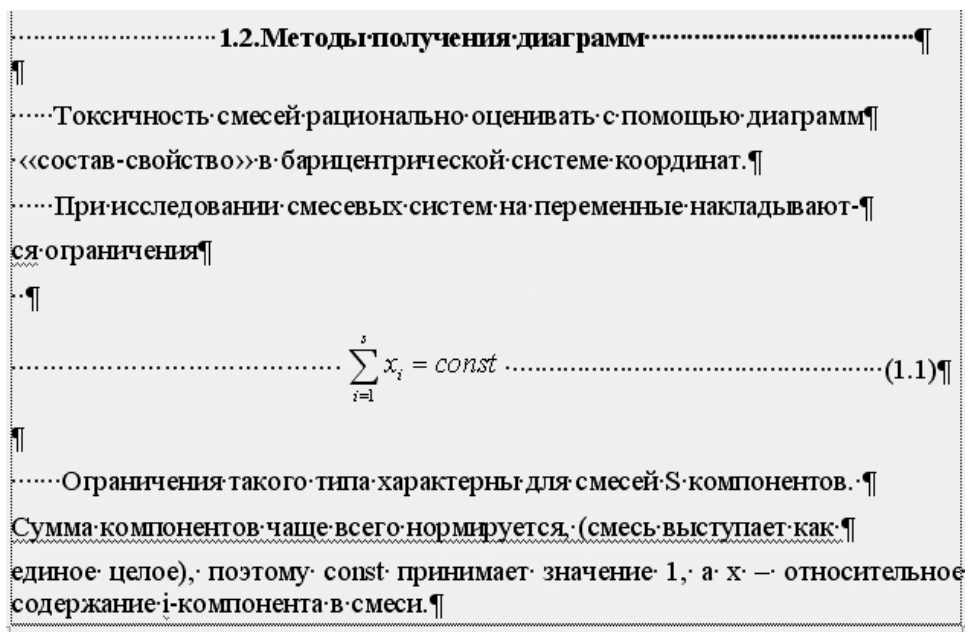 1.2.Методы получения диаграмм¶
¶
Токсичность смесей рационально оценивать с помощью диаграмм¶
‹‹состав-свойство›› в барицентрической системе координат.¶
При исследовании смесевых систем на переменные накладывают-¶
ся ограничения¶
¶
\sum_{i=1}^{s} x_i = const (1.1)¶
¶
Ограничения такого типа характерны для смесей S компонентов. ¶
Сумма компонентов чаще всего нормируется, (смесь выступает как ¶
единое целое), поэтому const принимает значение 1, а x – относительное
содержание i-компонента в смеси.¶